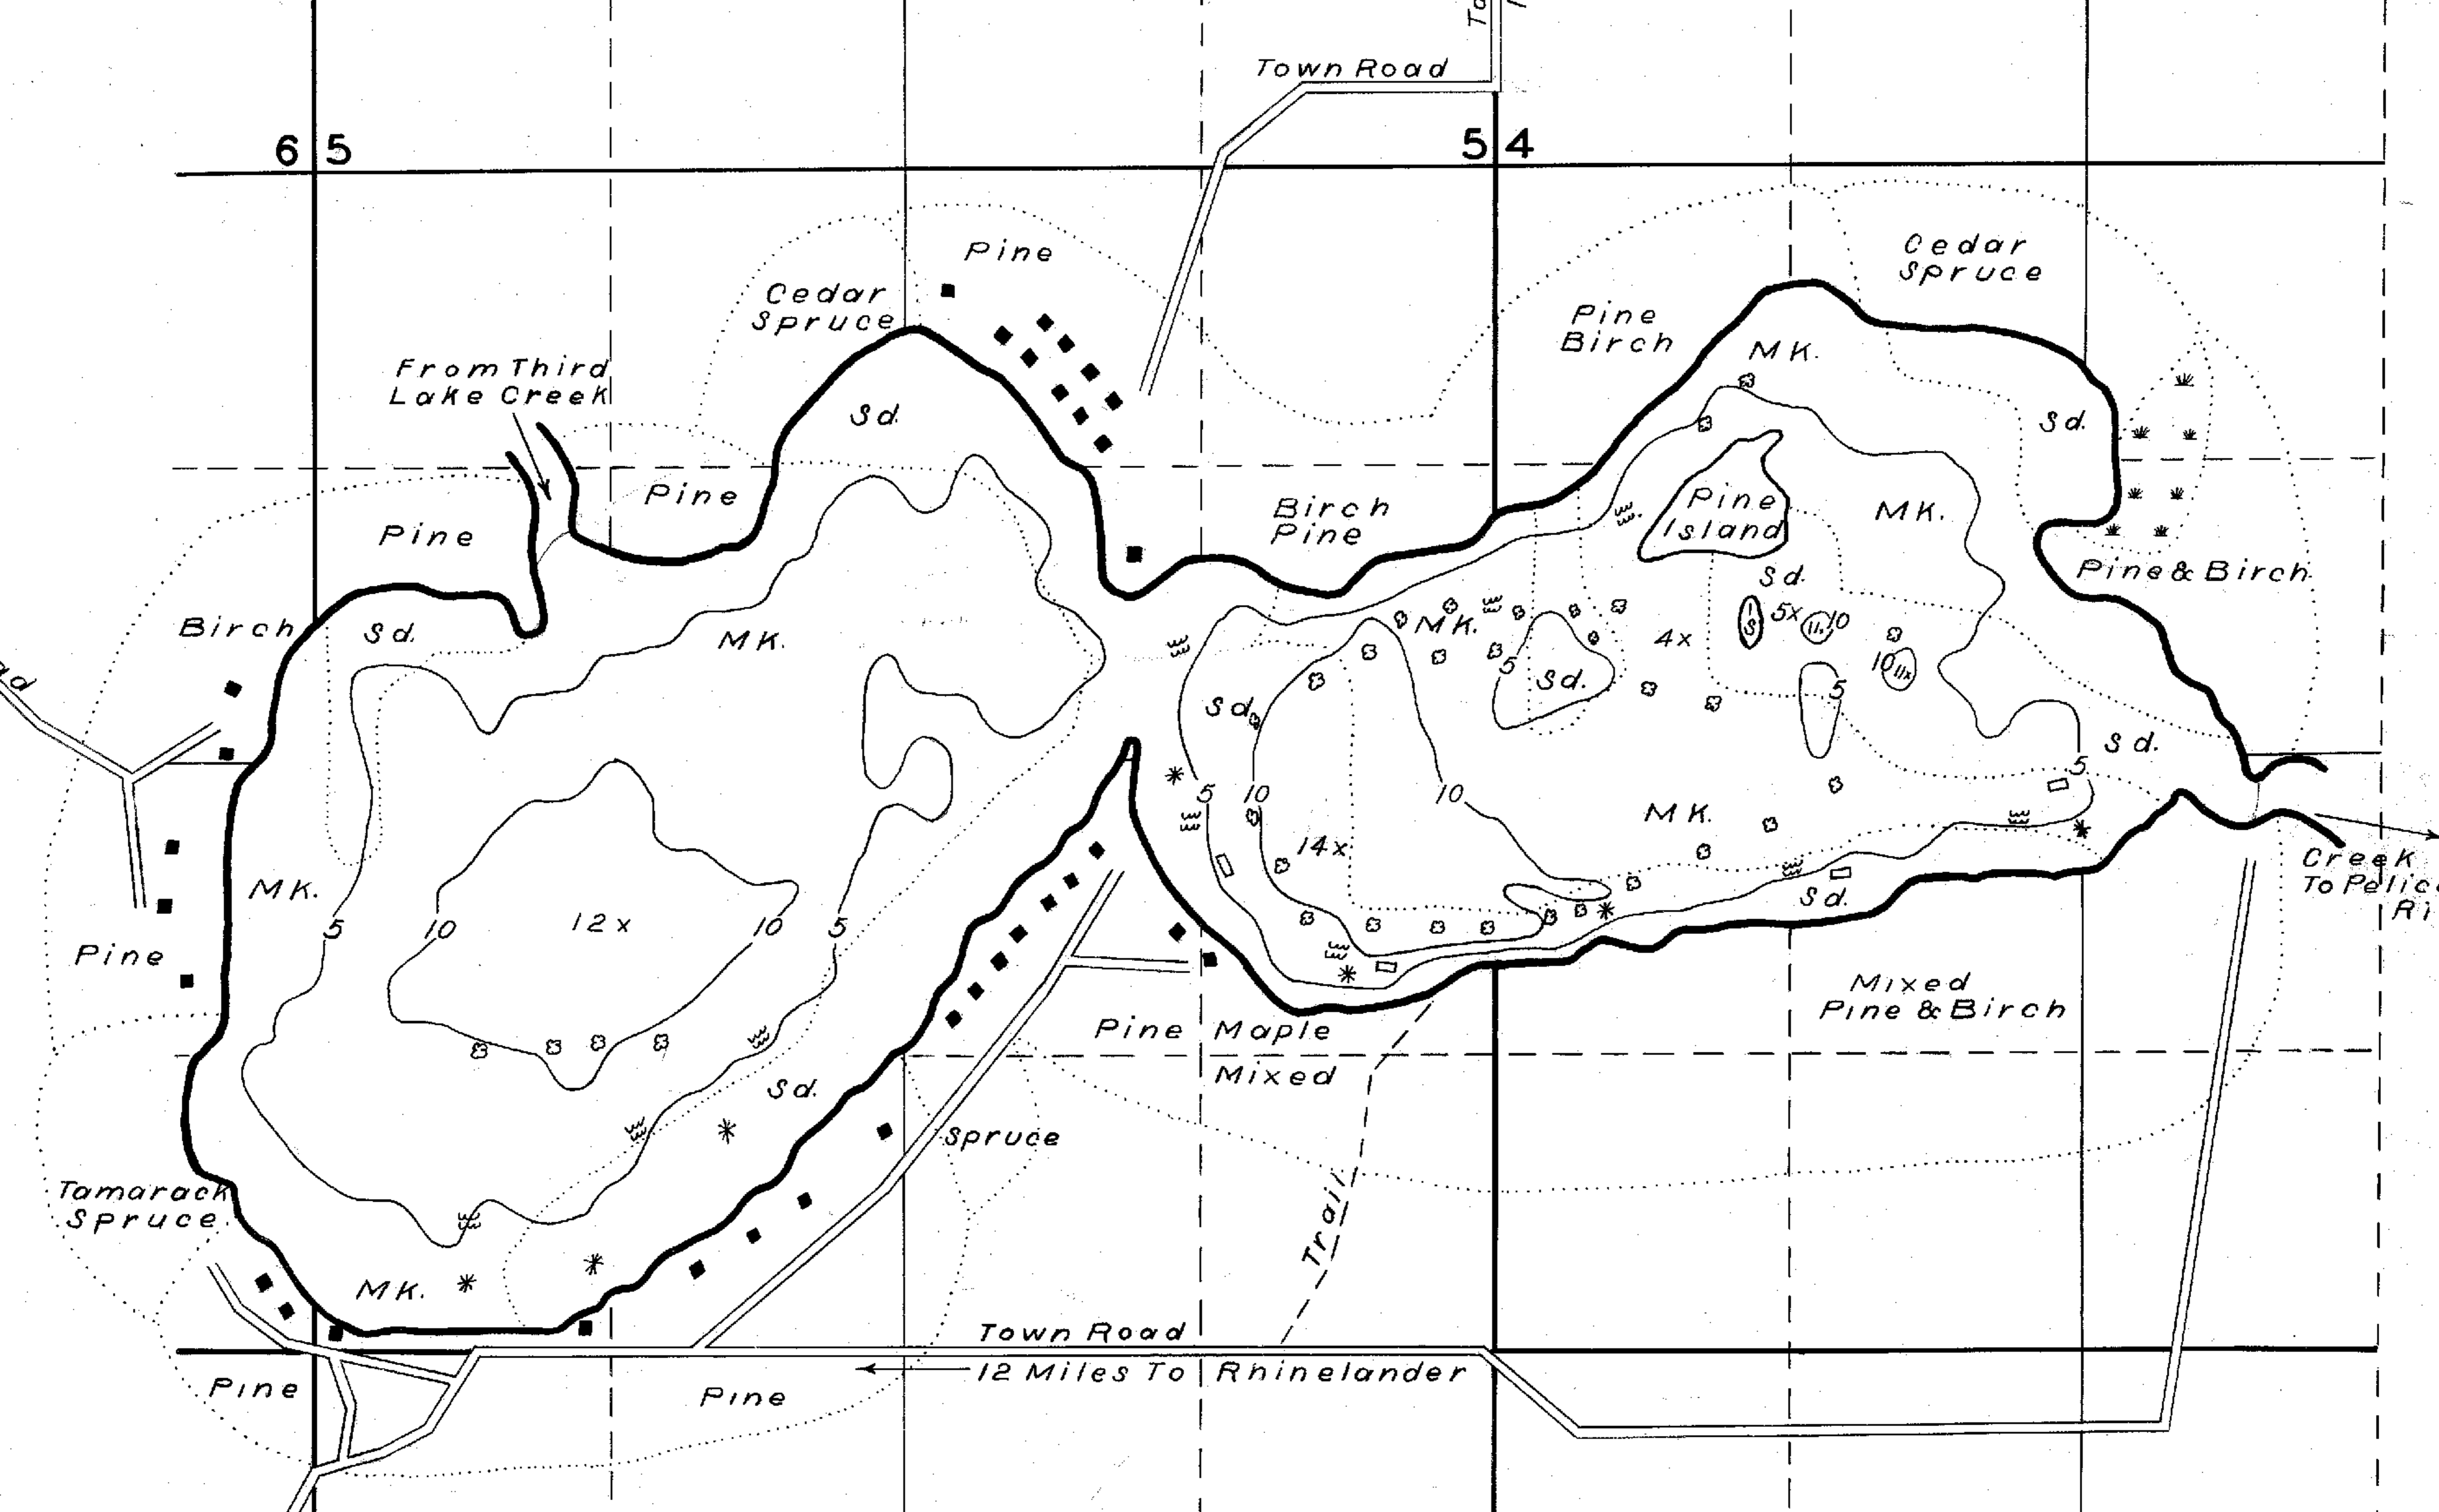 Town Road
6 5
5 4
Pine
Cedar
Spruce
Cedar
Spruce
Pine
Birch
MK.
From Third
Lake Creek
Sd.
Sd.
Pine
Pine
Birch
Pine
Pine
Island
MK.
Pine & Birch
Birch
Sd.
MK.
MK.
Sd.
4x
I
S
5x
11.
10
5
Sd.
10
11x
5
Sd.
Sd.
5
5
10
10
14x
MK.
MK.
5
10
12x
10
5
Pine
Sd.
Creek
To
Mixed
Pine & Birch
Pine
Maple
Mixed
Sd.
Spruce
Tamarack
Spruce
Trail
MK.
Town Road
12 Miles To Rhinelander
Pine
Pine